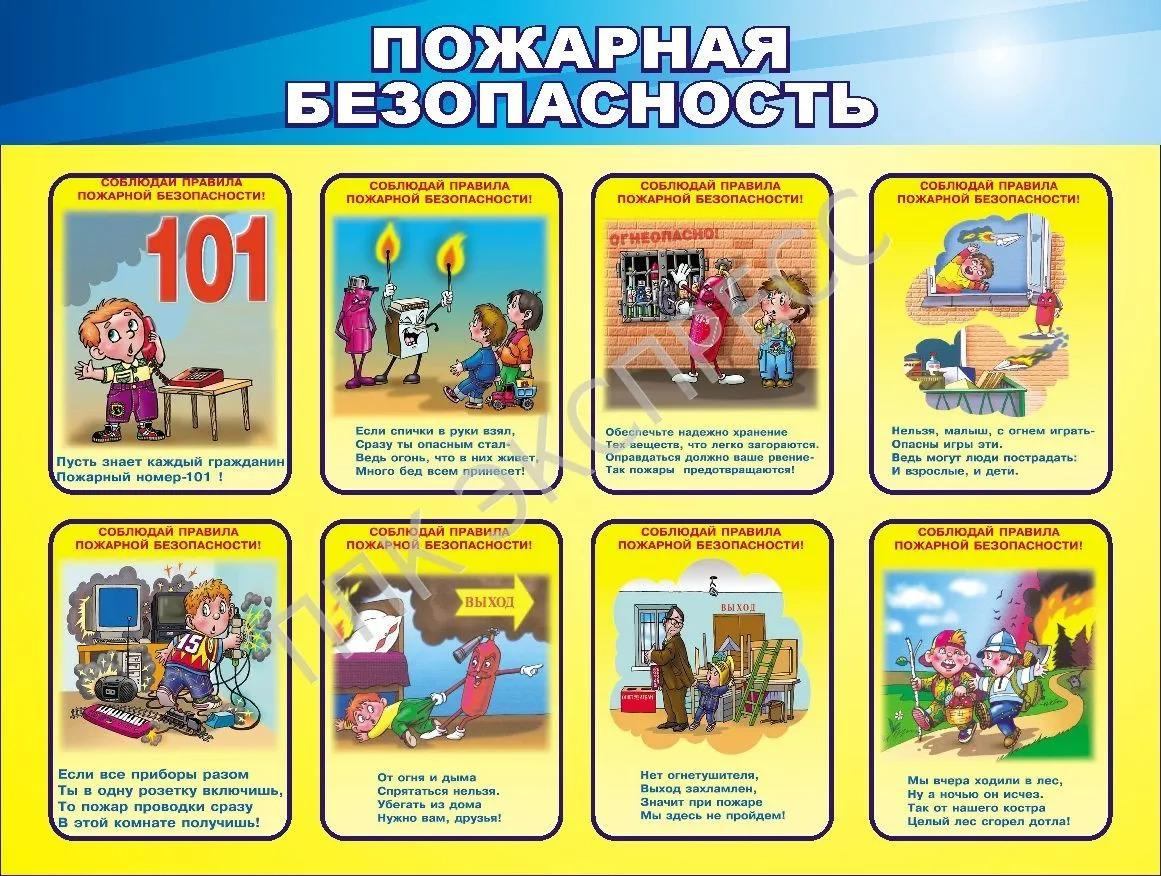 ПОЖАРНАЯ
БЕЗОПАСНОСТЬ
СОБЛЮДАЙ ПРАВИЛА
ПОЖАРНОЙ БЕЗОПАСНОСТИ!
101
Пусть знает каждый гражданин
Пожарный номер-101 !
СОБЛЮДАЙ ПРАВИЛА
ПОЖАРНОЙ БЕЗОПАСНОСТИ!
Если спички в руки взял,
Сразу ты опасным стал-
Ведь огонь, что в них живет,
Много бед всем принесет!
СОБЛЮДАЙ ПРАВИЛА
ПОЖАРНОЙ БЕЗОПАСНОСТИ!
ОГНЕОПАСНО!
Обеспечьте надежно хранение
Тех веществ, что легко загораются.
Оправдаться должно ваше рвение-
Так пожары предотвращаются!
СОБЛЮДАЙ ПРАВИЛА
ПОЖАРНОЙ БЕЗОПАСНОСТИ!
Нельзя, малыш, с огнем играть-
Опасны игры эти.
Ведь могут люди пострадать:
И взрослые, и дети.
СОБЛЮДАЙ ПРАВИЛА
ПОЖАРНОЙ БЕЗОПАСНОСТИ!
15
Если все приборы разом
Ты в одну розетку включишь,
То пожар проводки сразу
В этой комнате получишь!
СОБЛЮДАЙ ПРАВИЛА
ПОЖАРНОЙ БЕЗОПАСНОСТИ!
ВЫХОД
От огня и дыма
Спрятаться нельзя.
Убегать из дома
Нужно вам, друзья!
СОБЛЮДАЙ ПРАВИЛА
ПОЖАРНОЙ БЕЗОПАСНОСТИ!
ВЫХОД
Нет огнетушителя,
Выход захламлен,
Значит при пожаре
Мы здесь не пройдем!
СОБЛЮДАЙ ПРАВИЛА
ПОЖАРНОЙ БЕЗОПАСНОСТИ!
Мы вчера ходили в лес,
Ну а ночью он исчез.
Так от нашего костра
Целый лес сгорел дотла!
ППК ЭКСПРЕСС